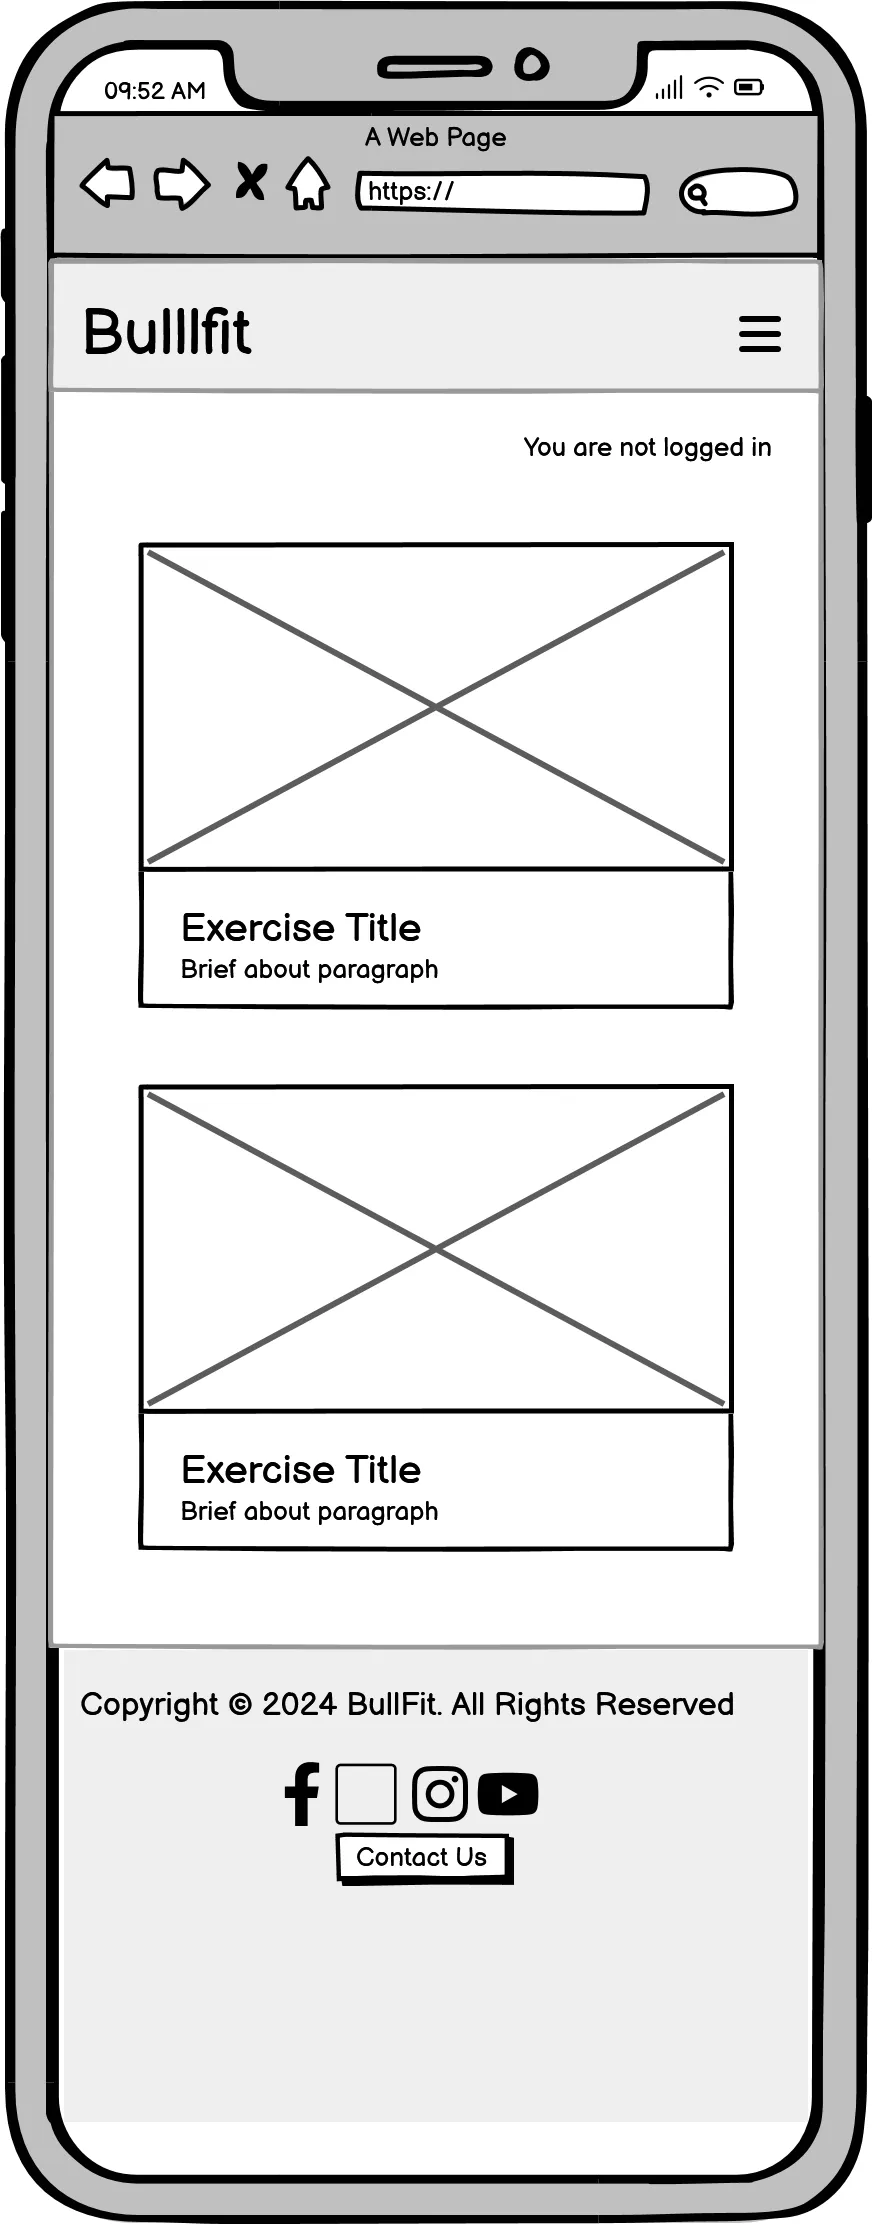 09:52 AM
A Web Page
https://
Bulllfit
You are not logged in
Exercise Title
Brief about paragraph
Exercise Title
Brief about paragraph
Copyright © 2024 BullFit. All Rights Reserved
Contact Us